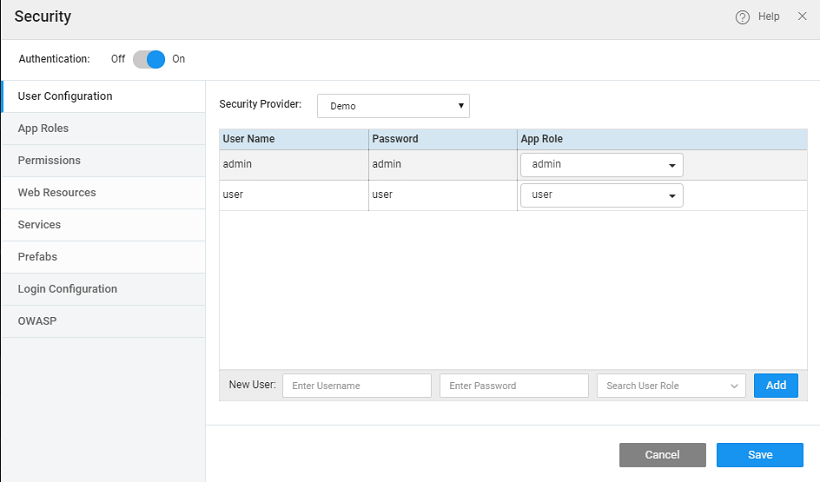 Security
Help
Authentication: Off On
User Configuration
App Roles
Permissions
Web Resources
Services
Prefabs
Login Configuration
OWASP
Security Provider: Demo
User Name Password App Role
admin admin admin
user user user
New User: Enter Username Enter Password Search User Role Add
Cancel Save